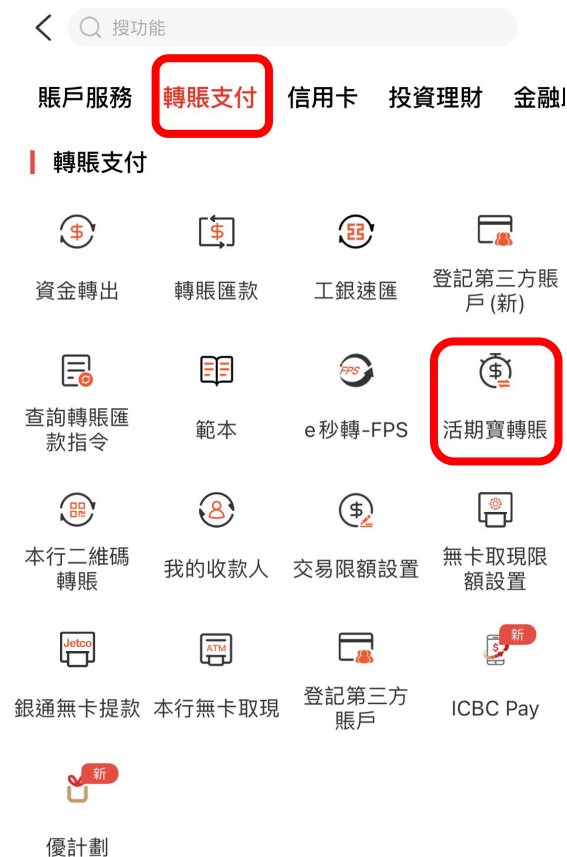 搜功能
賬戶服務 轉賬支付 信用卡 投資理財 金融
轉賬支付
資金轉出 轉賬匯款 工銀速匯 登記第三方賬
戶(新)
FPS
查詢轉賬匯
款指令
範本 e秒轉-FPS 活期寶轉賬
本行二維碼
轉賬
我的收款人 交易限額設置 無卡取現限
額設置
Jetco ATM 新
銀通無卡提款 本行無卡取現 登記第三方
賬戶
ICBC Pay
新
優計劃